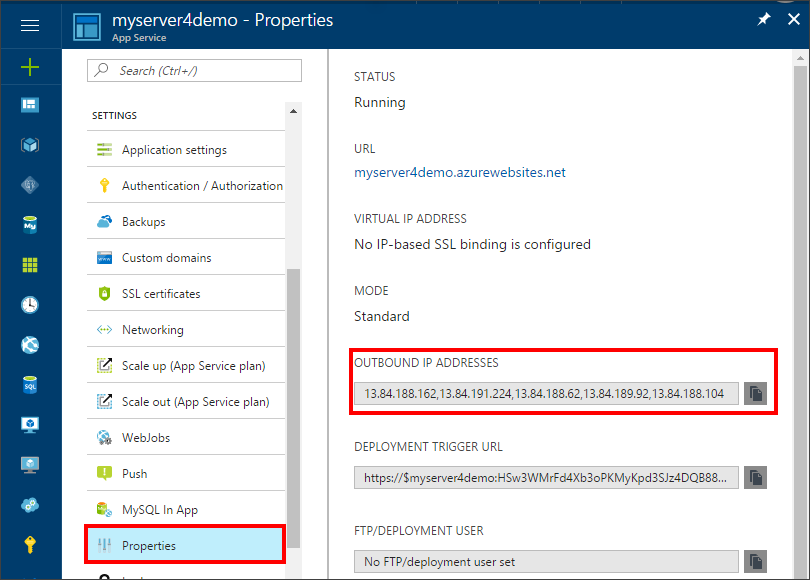 myserver4demo - Properties
App Service
Search (Ctrl+/)
SETTINGS
Application settings
Authentication / Authorization
Backups
Custom domains
SSL certificates
Networking
Scale up (App Service plan)
Scale out (App Service plan)
WebJobs
Push
MySQL In App
Properties
STATUS
Running
URL
myserver4demo.azurewebsites.net
VIRTUAL IP ADDRESS
No IP-based SSL binding is configured
MODE
Standard
OUTBOUND IP ADDRESSES
13.84.188.162,13.84.191.224,13.84.188.62,13.84.189.92,13.84.188.104
DEPLOYMENT TRIGGER URL
https://$myserver4demo:HSw3WMrFd4Xb3oPKMyKpd3SJz4DQB88...
FTP/DEPLOYMENT USER
No FTP/deployment user set
My
SQL